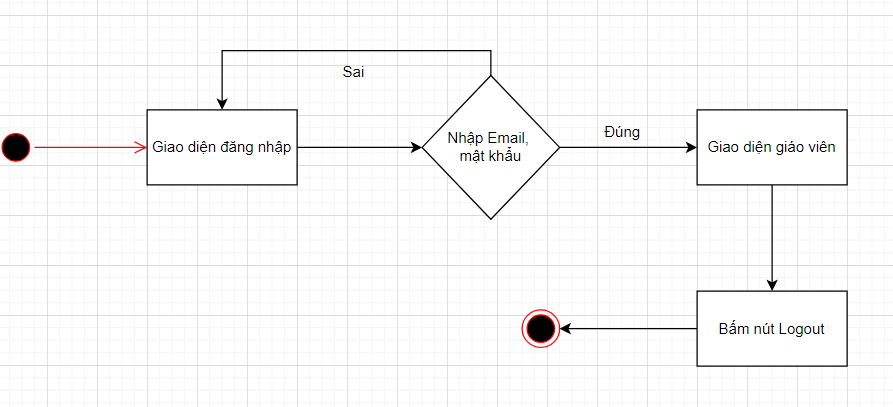 Sai
Giao diện đăng nhập
Nhập Email,
mật khẩu
Đúng
Giao diện giáo viên
Bấm nút Logout